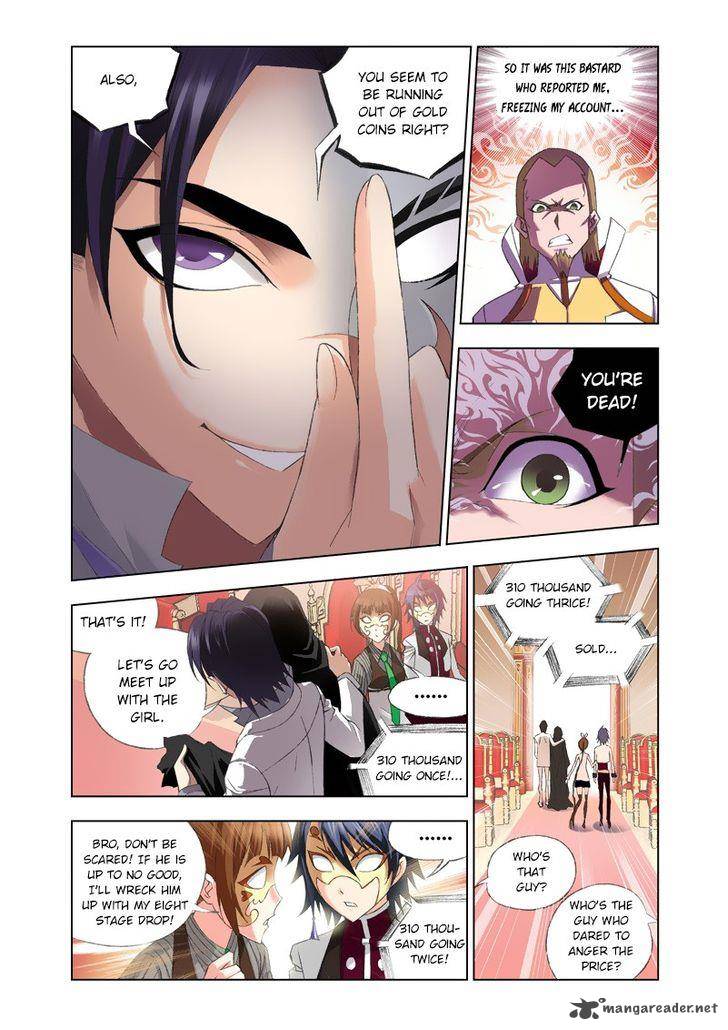 ALSO,
YOU SEEM TO
BE RUNNING
OUT OF GOLD
COINS RIGHT?
SO IT WAS THIS BASTARD
WHO REPORTED ME,
FREEZING MY ACCOUNT...
YOU'RE
DEAD!
THAT'S IT!
LET'S GO
MEET UP
WITH THE
GIRL.
......
310 THOUSAND
GOING ONCE!...
BRO, DON'T BE
SCARED! IF HE IS
UP TO NO GOOD,
I'LL WRECK HIM
UP WITH MY EIGHT
STAGE DROP!
......
310 THOU-
SAND GOING
TWICE!
310 THOUSAND
GOING THRICE!
SOLD...
WHO'S
THAT
GUY?
WHO'S THE
GUY WHO
DARED TO
ANGER THE
PRICE?
mangareader.net